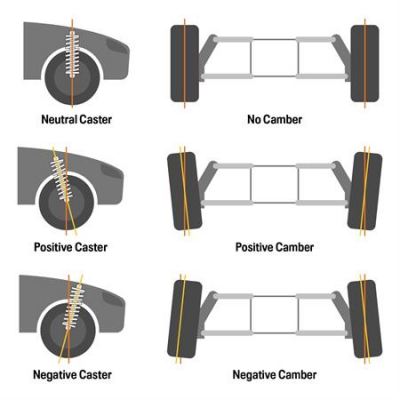 Neutral Caster
No Camber
Positive Caster
Positive Camber
Negative Caster
Negative Camber